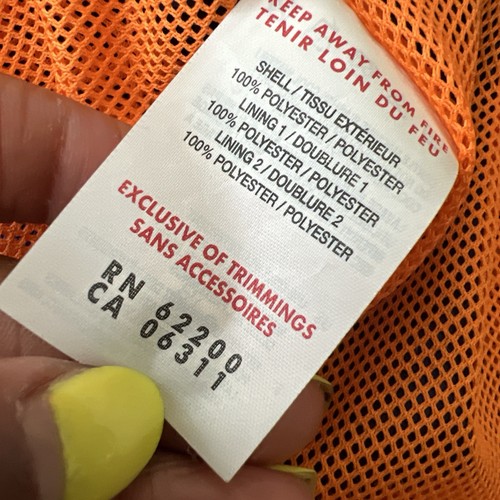 KEEP AWAY FROM FIRE
TENIR LOIN DU FEU
SHELL / TISSU EXTÉRIEUR
100% POLYESTER / POLYESTER
LINING 1 / DOUBLURE 1
100% POLYESTER / POLYESTER
LINING 2 / DOUBLURE 2
100% POLYESTER / POLYESTER
EXCLUSIVE OF TRIMMINGS
SANS ACCESSOIRES
RN 62200
CA 06311